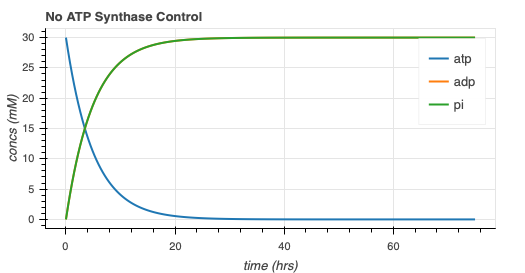 No ATP Synthase Control
concs (mM)
30
25
20
15
10
5
0
atp
adp
pi
0 20 40 60
time (hrs)